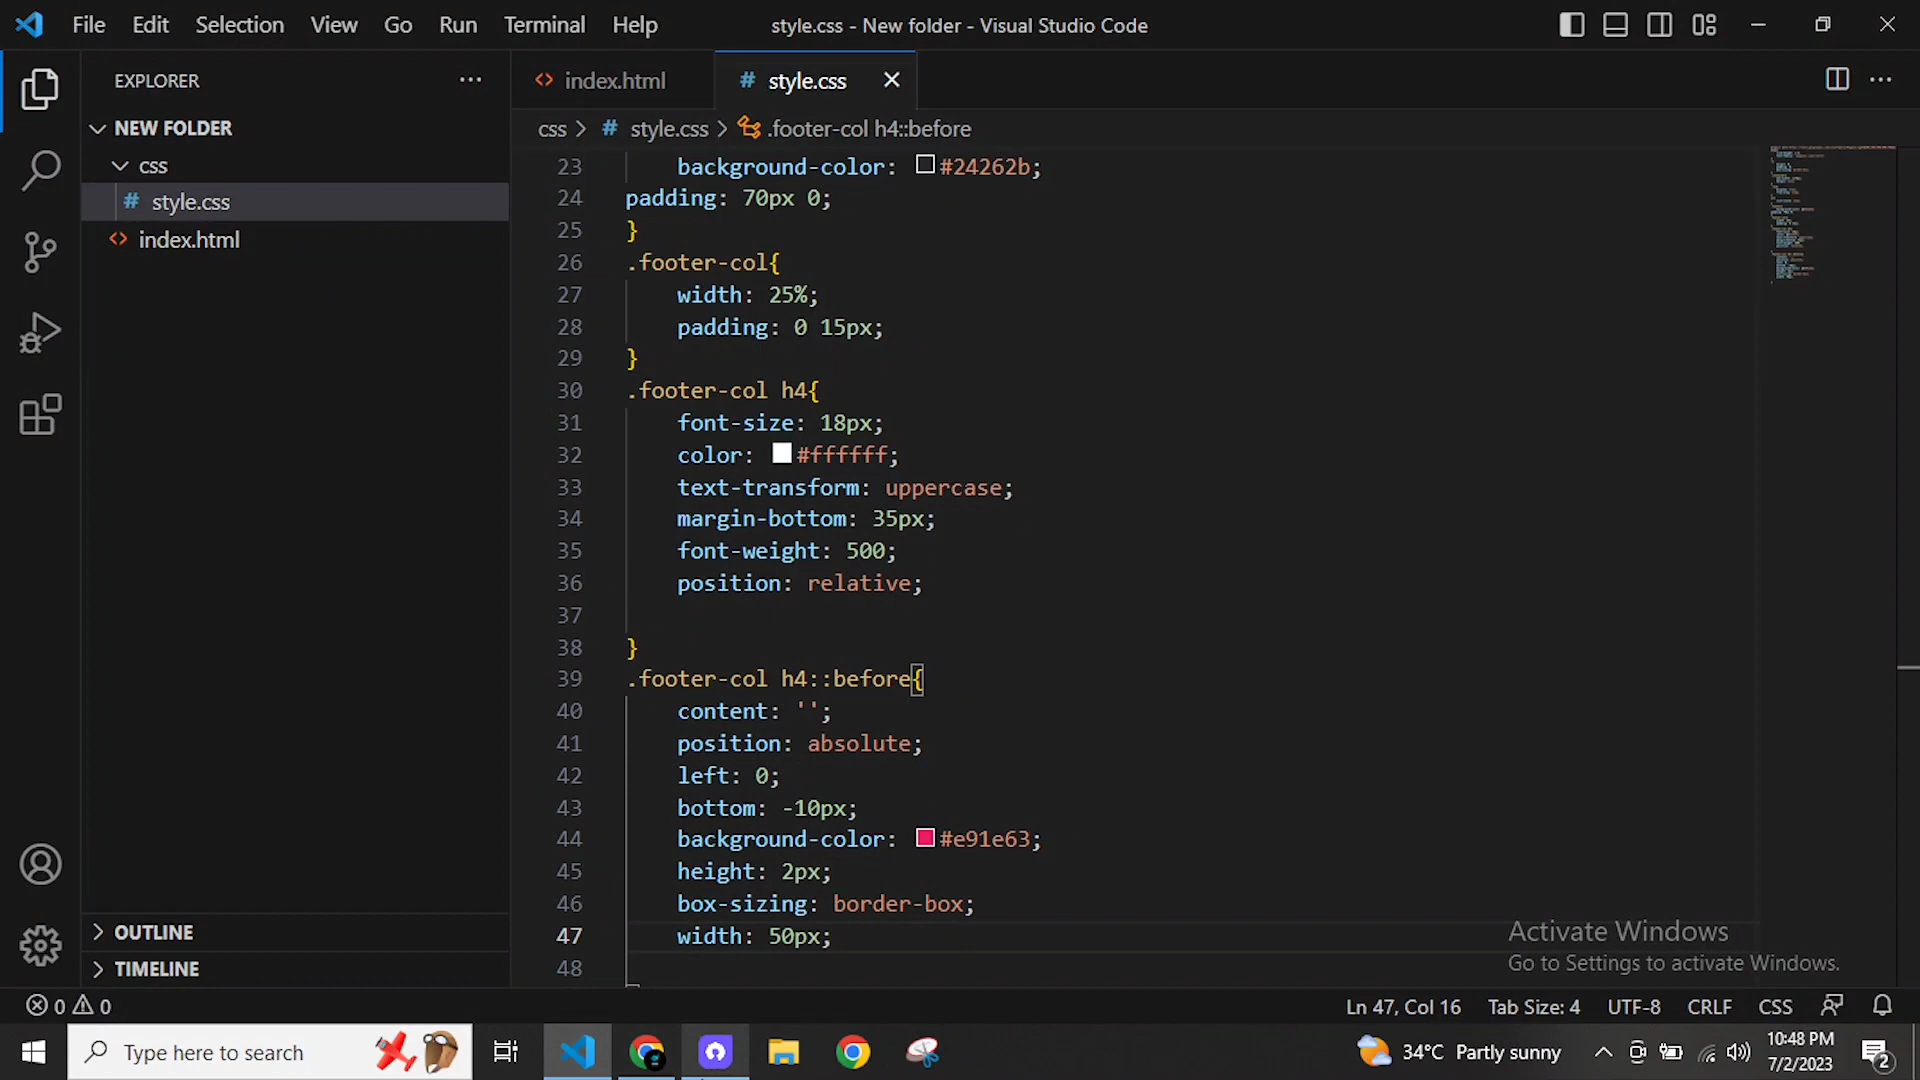 File Edit Selection View Go Run Terminal Help
style.css - New folder - Visual Studio Code
EXPLORER
NEW FOLDER
css
# style.css
<> index.html
OUTLINE
TIMELINE
<> index.html
# style.css
css > # style.css > .footer-col h4::before
23 background-color: #24262b;
24 padding: 70px 0;
25 }
26 .footer-col{
27 width: 25%;
28 padding: 0 15px;
29 }
30 .footer-col h4{
31 font-size: 18px;
32 color: #ffffff;
33 text-transform: uppercase;
34 margin-bottom: 35px;
35 font-weight: 500;
36 position: relative;
37
38 }
39 .footer-col h4::before{
40 content: '';
41 position: absolute;
42 left: 0;
43 bottom: -10px;
44 background-color: #e91e63;
45 height: 2px;
46 box-sizing: border-box;
47 width: 50px;
48
Activate Windows
Go to Settings to activate Windows.
0 0
Ln 47, Col 16 Tab Size: 4 UTF-8 CRLF CSS
Type here to search
34°C Partly sunny
10:48 PM
7/2/2023
2